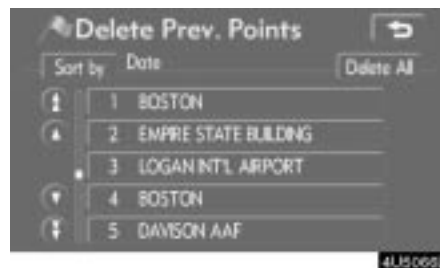 Delete Prev. Points
Sort by Date Delete All
1 BOSTON
2 EMPIRE STATE BUILDING
3 LOGAN INT'L AIRPORT
4 BOSTON
5 DAVISON AAF
4U5066